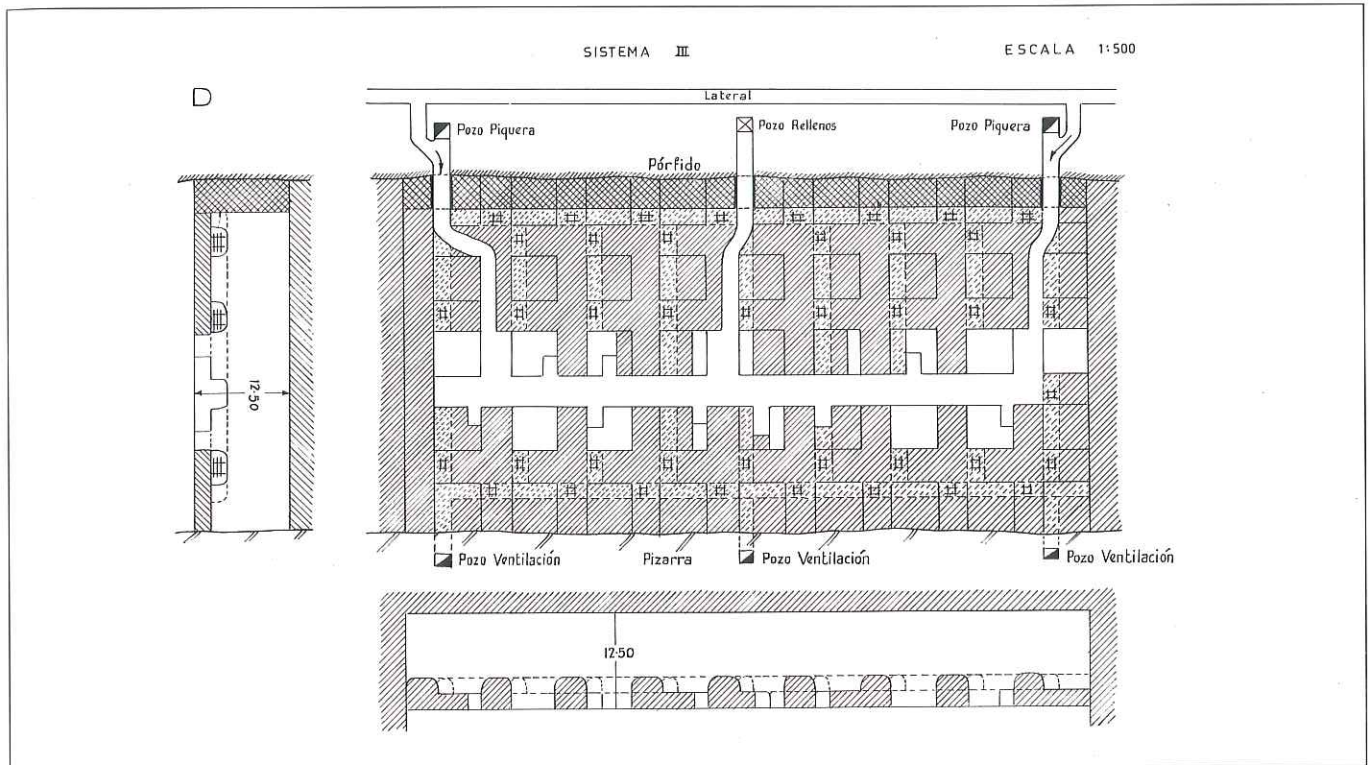 SISTEMA III
ESCALA 1:500
D
Lateral
Pozo Piquera
Pozo Rellenos
Pozo Piquera
Pórfido
12·50
Pozo Ventilación
Pizarra
Pozo Ventilación
Pozo Ventilación
12·50